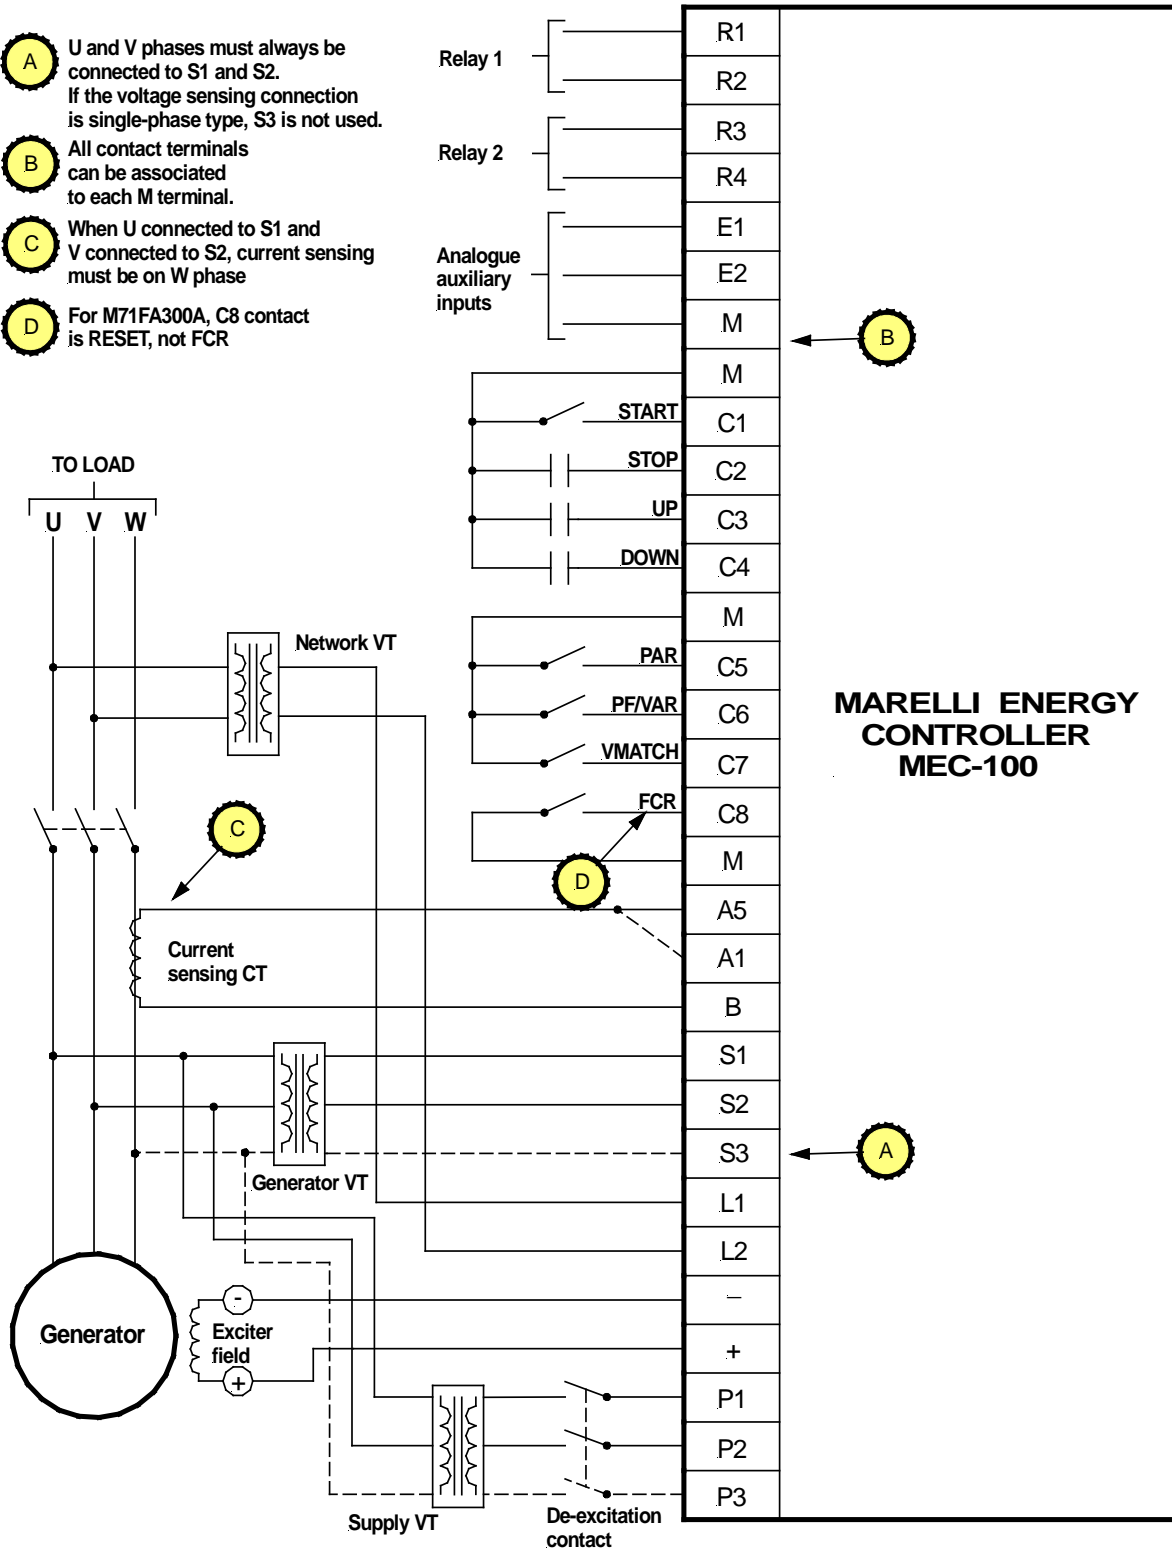 A
U and V phases must always be
connected to S1 and S2.
If the voltage sensing connection
is single-phase type, S3 is not used.
B
All contact terminals
can be associated
to each M terminal.
C
When U connected to S1 and
V connected to S2, current sensing
must be on W phase
D
For M71FA300A, C8 contact
is RESET, not FCR
Relay 1
Relay 2
Analogue
auxiliary
inputs
R1
R2
R3
R4
E1
E2
M
B
M
START
C1
STOP
C2
UP
C3
DOWN
C4
M
PAR
C5
PF/VAR
C6
VMATCH
C7
FCR
C8
M
D
A5
A1
B
S1
S2
S3
A
L1
L2
–
+
P1
P2
P3
MARELLI ENERGY
CONTROLLER
MEC-100
TO LOAD
U V W
Network VT
C
Current
sensing CT
Generator VT
Generator
-
Exciter
field
+
Supply VT
De-excitation
contact